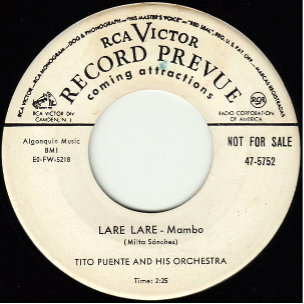 RCA VICTOR
RECORD PREVUE
coming attractions
RCA VICTOR DIV
CAMDEN, N. J.
RADIO CORPORATION
OF AMERICA
Algonquin Music
BMI
E0-FW-5218
NOT FOR SALE
47-5752
LARE LARE - Mambo
(Milta Sánchez)
TITO PUENTE AND HIS ORCHESTRA
Time: 2:25